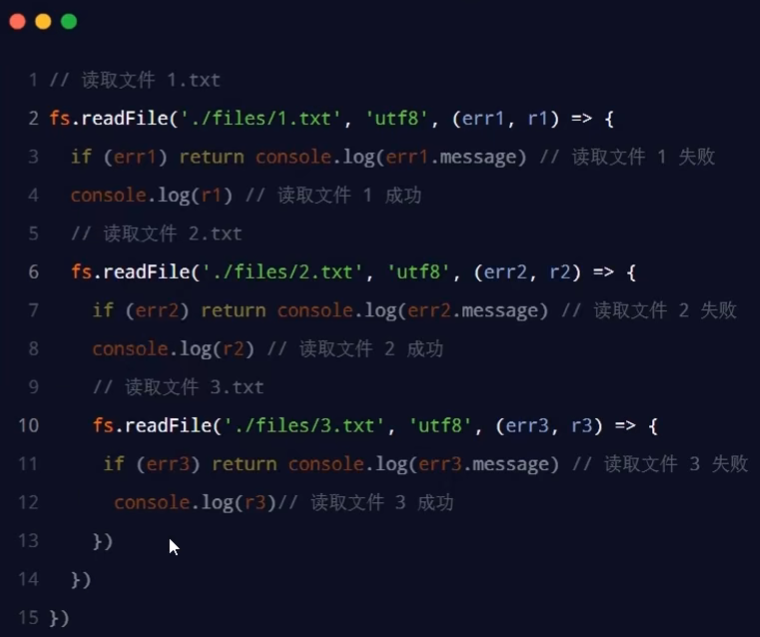 1 // 读取文件 1.txt
2 fs.readFile('./files/1.txt', 'utf8', (err1, r1) => {
3   if (err1) return console.log(err1.message) // 读取文件 1 失败
4   console.log(r1) // 读取文件 1 成功
5   // 读取文件 2.txt
6   fs.readFile('./files/2.txt', 'utf8', (err2, r2) => {
7     if (err2) return console.log(err2.message) // 读取文件 2 失败
8     console.log(r2) // 读取文件 2 成功
9     // 读取文件 3.txt
10     fs.readFile('./files/3.txt', 'utf8', (err3, r3) => {
11      if (err3) return console.log(err3.message) // 读取文件 3 失败
12       console.log(r3)// 读取文件 3 成功
13     })
14   })
15 })